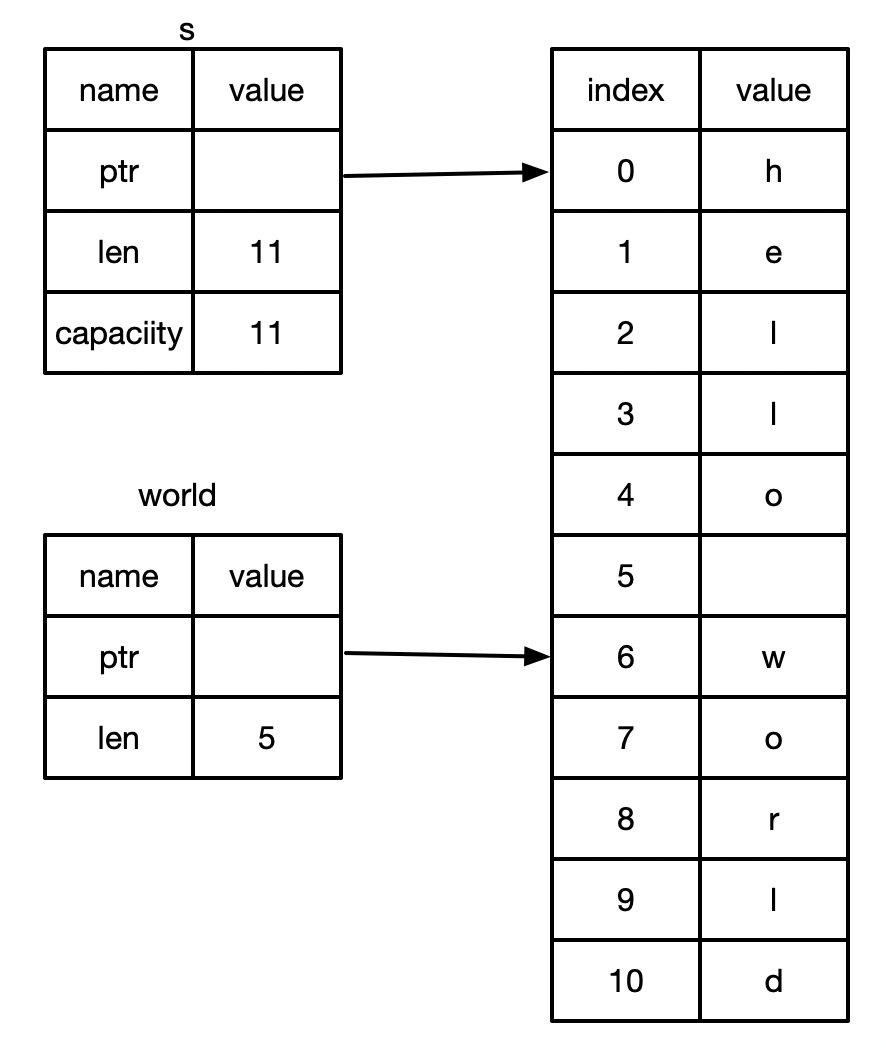 s
name value
ptr
len 11
capaciity 11
world
name value
ptr
len 5
index value
0 h
1 e
2 l
3 l
4 o
5
6 w
7 o
8 r
9 l
10 d